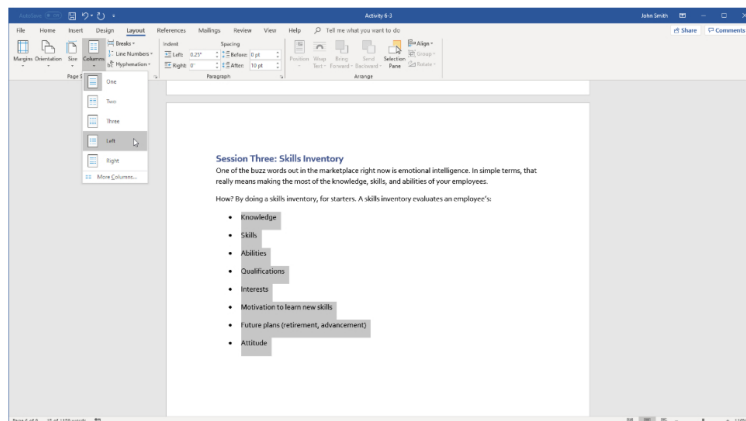 AutoSave
Activity 6-3
John Smith
File Home Insert Design Layout References Mailings Review View Help Tell me what you want to do
Share Comments
Margins Orientation Size Columns
Breaks
Line Numbers
Hyphenation
Indent
Left: 0.25"
Right: 0"
Spacing
Before: 0 pt
After: 10 pt
Position Wrap Text Bring Forward Send Backward Selection Pane
Align
Group
Rotate
Paragraph
Arrange
One
Two
Three
Left
Right
More Columns...
Session Three: Skills Inventory
One of the buzz words out in the marketplace right now is emotional intelligence. In simple terms, that
really means making the most of the knowledge, skills, and abilities of your employees.
How? By doing a skills inventory, for starters. A skills inventory evaluates an employee's:
• Knowledge
• Skills
• Abilities
• Qualifications
• Interests
• Motivation to learn new skills
• Future plans (retirement, advancement)
• Attitude